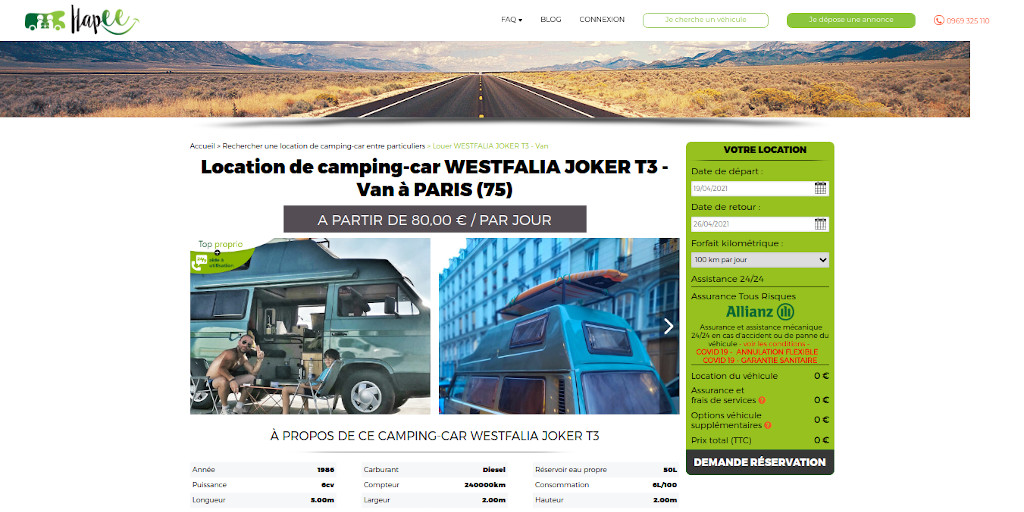 Hapee
FAQ
BLOG
CONNEXION
Je cherche un véhicule
Je dépose une annonce
0969 325 110
Accueil > Rechercher une location de camping-car entre particuliers > Louer WESTFALIA JOKER T3 - Van
Location de camping-car WESTFALIA JOKER T3 -
Van à PARIS (75)
A PARTIR DE 80,00 € / PAR JOUR
Top proprio
À PROPOS DE CE CAMPING-CAR WESTFALIA JOKER T3
Année 1986
Carburant Diesel
Réservoir eau propre 50L
Puissance 6cv
Compteur 240000km
Consommation 6L/100
Longueur 5.00m
Largeur 2.00m
Hauteur 2.00m
VOTRE LOCATION
Date de départ :
19/04/2021
Date de retour :
26/04/2021
Forfait kilométrique :
100 km par jour
Assistance 24/24
Assurance Tous Risques
Allianz
Assurance et assistance mécanique
24/24 en cas d'accident ou de panne du
véhicule - voir les conditions -
COVID 19 - ANNULATION FLEXIBLE
COVID 19 - GARANTIE SANITAIRE
Location du véhicule 0 €
Assurance et
frais de services ? 0 €
Options véhicule
supplémentaires ? 0 €
Prix total (TTC) 0 €
DEMANDE RÉSERVATION